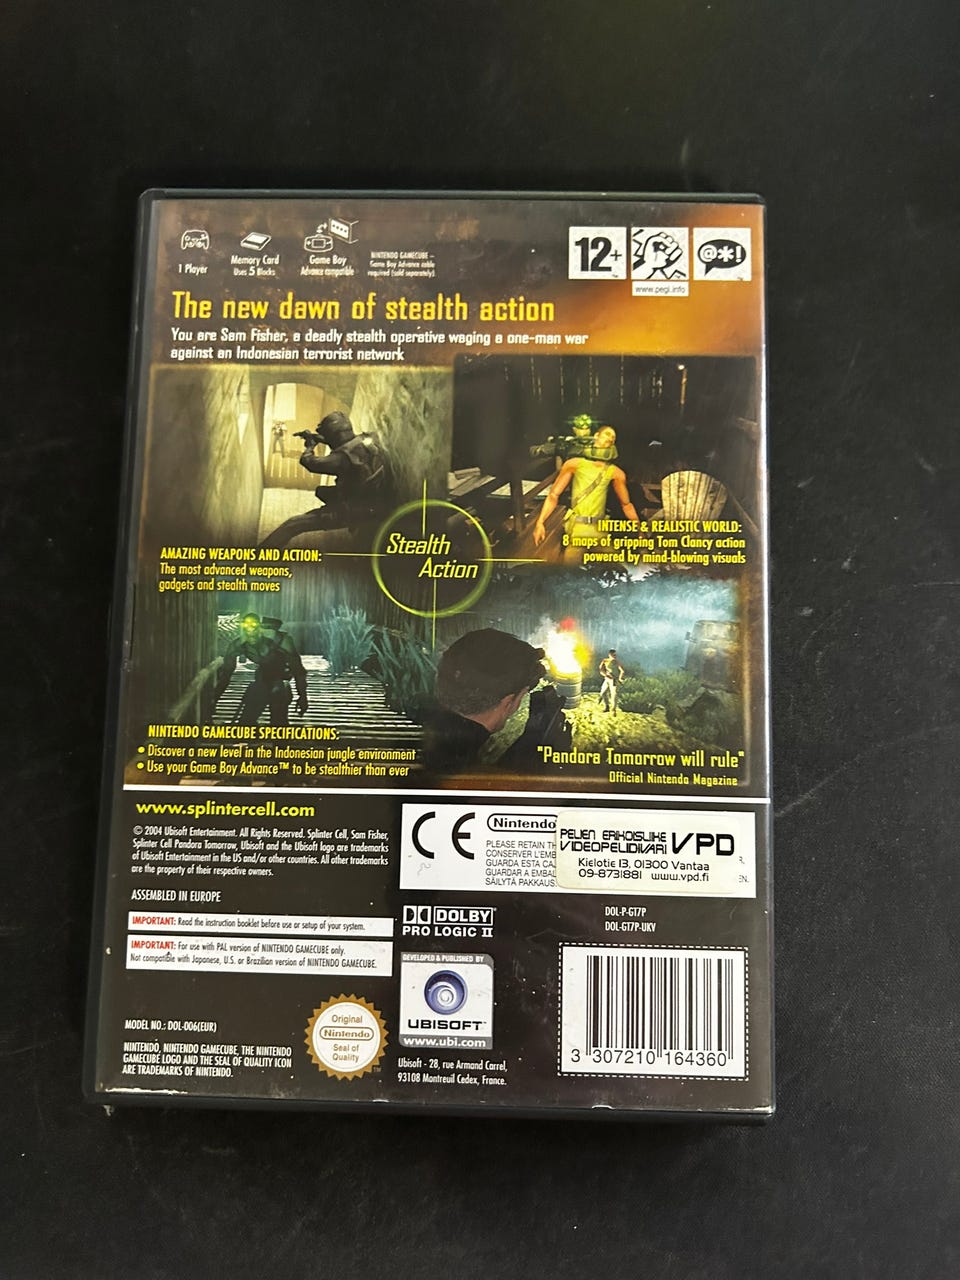 1 Player
Memory Card
Uses 5 Blocks
Game Boy
Advance compatible
NINTENDO GAMECUBE –
Game Boy Advance cable
required (sold separately)
12+
www.pegi.info
@*!
The new dawn of stealth action
You are Sam Fisher, a deadly stealth operative waging a one-man war
against an Indonesian terrorist network
Stealth
Action
INTENSE & REALISTIC WORLD:
8 maps of gripping Tom Clancy action
powered by mind-blowing visuals
AMAZING WEAPONS AND ACTION:
The most advanced weapons,
gadgets and stealth moves
NINTENDO GAMECUBE SPECIFICATIONS:
• Discover a new level in the Indonesian jungle environment
• Use your Game Boy Advance™ to be stealthier than ever
"Pandora Tomorrow will rule"
Official Nintendo Magazine
www.splintercell.com
© 2004 Ubisoft Entertainment. All Rights Reserved. Splinter Cell, Sam Fisher,
Splinter Cell Pandora Tomorrow, Ubisoft and the Ubisoft logo are trademarks
of Ubisoft Entertainment in the US and/or other countries. All other trademarks
are the property of their respective owners.
ASSEMBLED IN EUROPE
IMPORTANT: Read the instruction booklet before use or setup of your system.
IMPORTANT: For use with PAL version of NINTENDO GAMECUBE only.
Not compatible with Japanese, U.S. or Brazilian version of NINTENDO GAMECUBE.
MODEL NO.: DOL-006(EUR)
NINTENDO, NINTENDO GAMECUBE, THE NINTENDO
GAMECUBE LOGO AND THE SEAL OF QUALITY ICON
ARE TRADEMARKS OF NINTENDO.
Original
Nintendo
Seal of
Quality
CE
Nintendo
PLEASE RETAIN TH
CONSERVER L'EMB
GUARDA ESTA CA
GUARDAR A EMBAL
SÄILYTÄ PAKKAUS
R.
EN.
PELIEN ERIKOISLIIKE
VIDEOPELIDIVARI VPD
Kielotie 13, 01300 Vantaa
09-8731881 www.vpd.fi
DOLBY
PRO LOGIC II
DOL-P-GT7P
DOL-GT7P-UKV
DEVELOPED & PUBLISHED BY
UBISOFT
www.ubi.com
Ubisoft - 28, rue Armand Carrel,
93108 Montreuil Cedex, France.
3 307210 164360